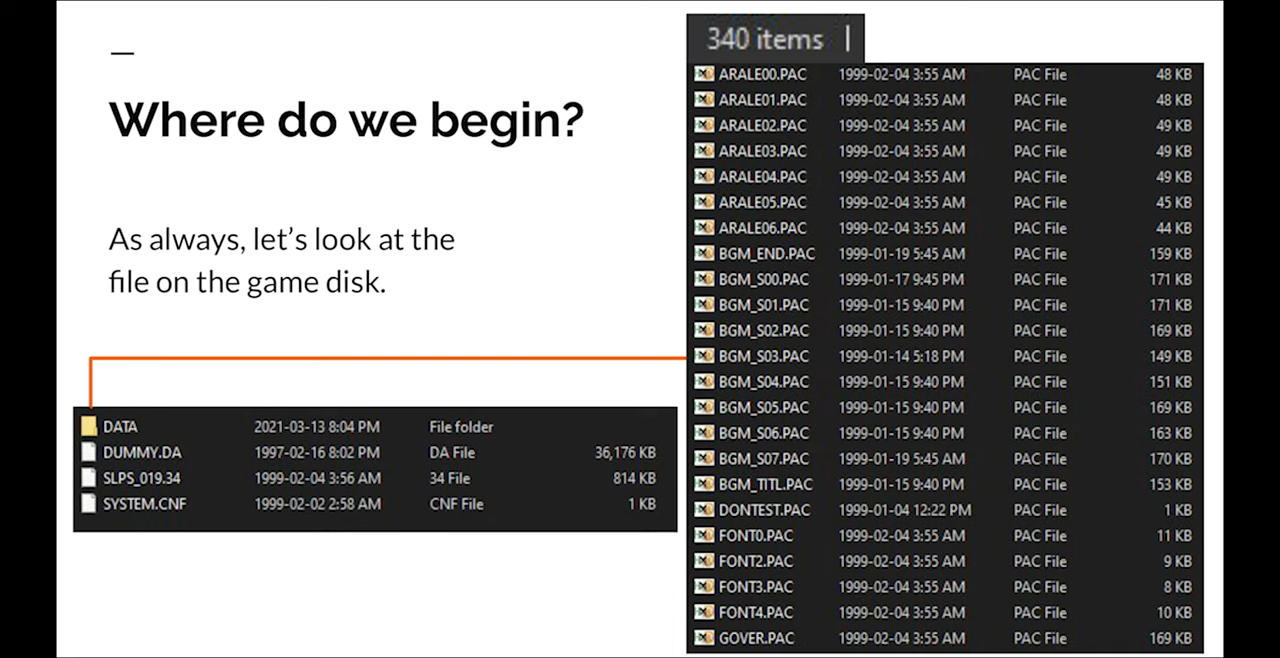 Where do we begin?
As always, let's look at the
file on the game disk.
DATA 2021-03-13 8:04 PM File folder
DUMMY.DA 1997-02-16 8:02 PM DA File 36,176 KB
SLPS_019.34 1999-02-04 3:56 AM 34 File 814 KB
SYSTEM.CNF 1999-02-02 2:58 AM CNF File 1 KB
340 items
ARALE00.PAC 1999-02-04 3:55 AM PAC File 48 KB
ARALE01.PAC 1999-02-04 3:55 AM PAC File 48 KB
ARALE02.PAC 1999-02-04 3:55 AM PAC File 49 KB
ARALE03.PAC 1999-02-04 3:55 AM PAC File 49 KB
ARALE04.PAC 1999-02-04 3:55 AM PAC File 49 KB
ARALE05.PAC 1999-02-04 3:55 AM PAC File 45 KB
ARALE06.PAC 1999-02-04 3:55 AM PAC File 44 KB
BGM_END.PAC 1999-01-19 5:45 AM PAC File 159 KB
BGM_S00.PAC 1999-01-17 9:45 PM PAC File 171 KB
BGM_S01.PAC 1999-01-15 9:40 PM PAC File 171 KB
BGM_S02.PAC 1999-01-15 9:40 PM PAC File 169 KB
BGM_S03.PAC 1999-01-14 5:18 PM PAC File 149 KB
BGM_S04.PAC 1999-01-15 9:40 PM PAC File 151 KB
BGM_S05.PAC 1999-01-15 9:40 PM PAC File 169 KB
BGM_S06.PAC 1999-01-15 9:40 PM PAC File 163 KB
BGM_S07.PAC 1999-01-19 5:45 AM PAC File 170 KB
BGM_TITL.PAC 1999-01-15 9:40 PM PAC File 153 KB
DONTEST.PAC 1999-01-04 12:22 PM PAC File 1 KB
FONT0.PAC 1999-02-04 3:55 AM PAC File 11 KB
FONT2.PAC 1999-02-04 3:55 AM PAC File 9 KB
FONT3.PAC 1999-02-04 3:55 AM PAC File 8 KB
FONT4.PAC 1999-02-04 3:55 AM PAC File 10 KB
GOVER.PAC 1999-02-04 3:55 AM PAC File 169 KB